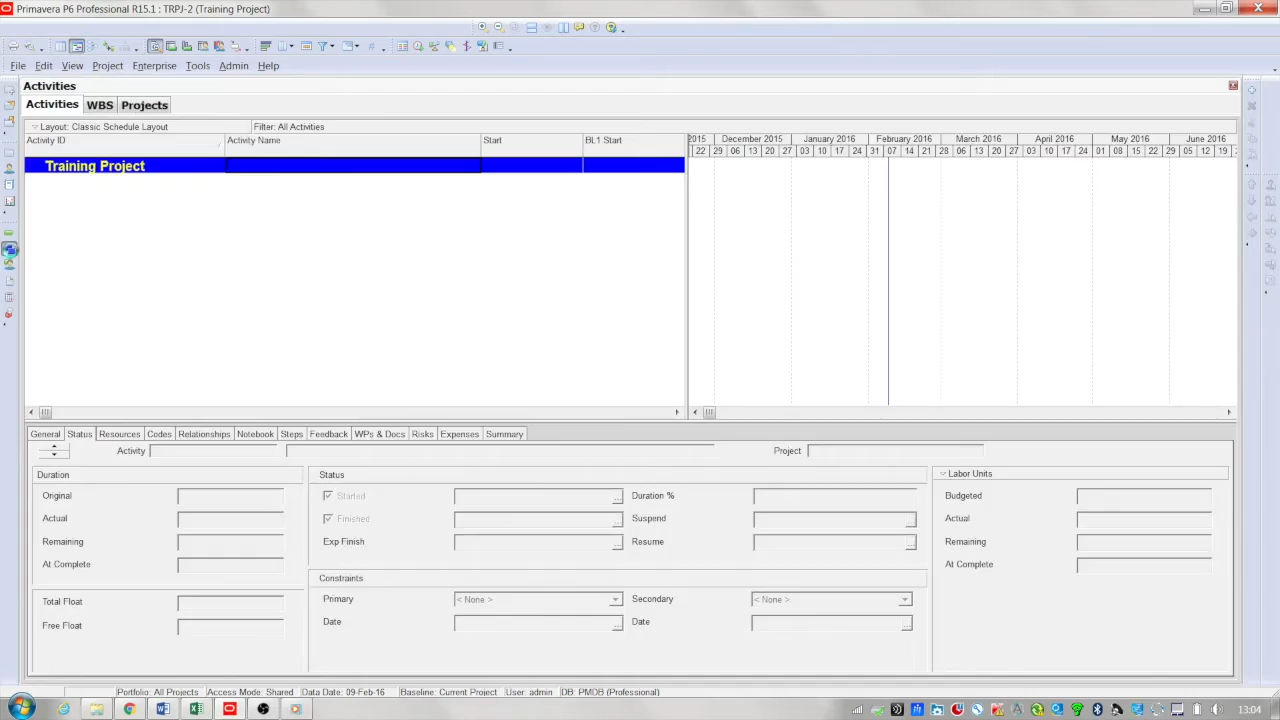 Primavera P6 Professional R15.1 : TRPJ-2 (Training Project)
File Edit View Project Enterprise Tools Admin Help
Activities
Activities WBS Projects
Layout: Classic Schedule Layout Filter: All Activities
Activity ID Activity Name Start BL1 Start
2015 December 2015 January 2016 February 2016 March 2016 April 2016 May 2016 June 2016
22 29 06 13 20 27 03 10 17 24 31 07 14 21 28 06 13 20 27 03 10 17 24 01 08 15 22 29 05 12 19
Training Project
General Status Resources Codes Relationships Notebook Steps Feedback WPs & Docs Risks Expenses Summary
Activity Project
Duration Status Labor Units
Original Started Duration % Budgeted
Actual Finished Suspend Actual
Remaining Exp Finish Resume Remaining
At Complete At Complete
Constraints
Total Float Primary < None > Secondary < None >
Free Float Date Date
Portfolio: All Projects Access Mode: Shared Data Date: 09-Feb-16 Baseline: Current Project User: admin DB: PMDB (Professional)
13:04